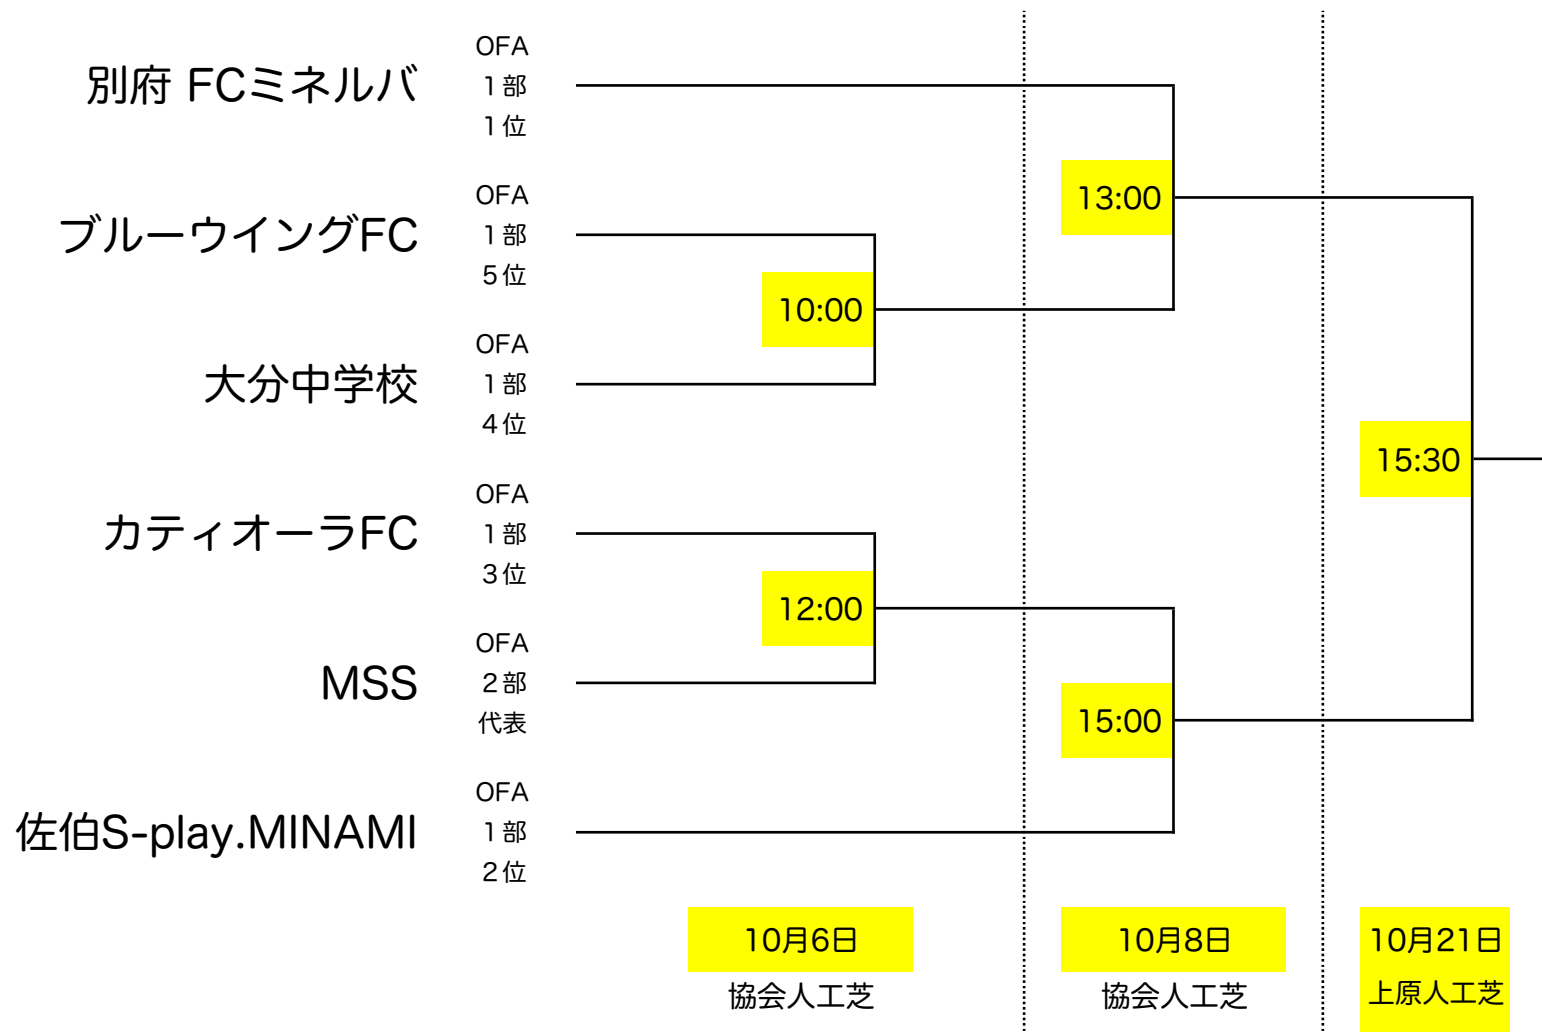 OFA
別府 FCミネルバ
1部
1位
13:00
OFA
ブルーウイングFC
1部
5位
10:00
OFA
大分中学校
1部
4位
15:30
OFA
カティオーラFC
1部
3位
12:00
OFA
MSS
2部
代表
15:00
OFA
佐伯S-play.MINAMI
1部
2位
10月6日
協会人工芝
10月8日
協会人工芝
10月21日
上原人工芝